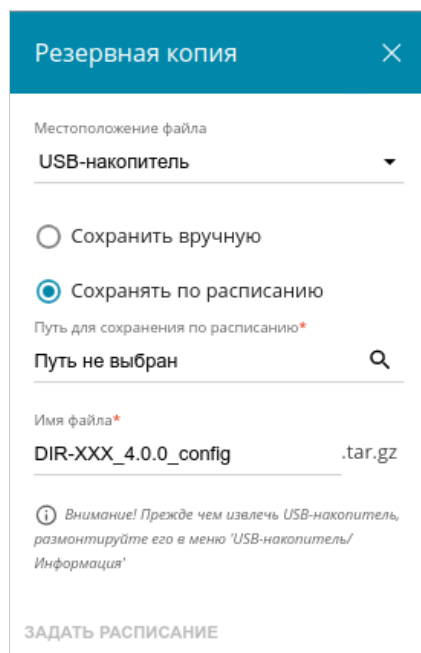 Резервная копия
Местоположение файла
USB-накопитель
Сохранить вручную
Сохранять по расписанию
Путь для сохранения по расписанию*
Путь не выбран
Имя файла*
DIR-XXX_4.0.0_config .tar.gz
Внимание! Прежде чем извлечь USB-накопитель,
размонтируйте его в меню 'USB-накопитель/
Информация'
ЗАДАТЬ РАСПИСАНИЕ